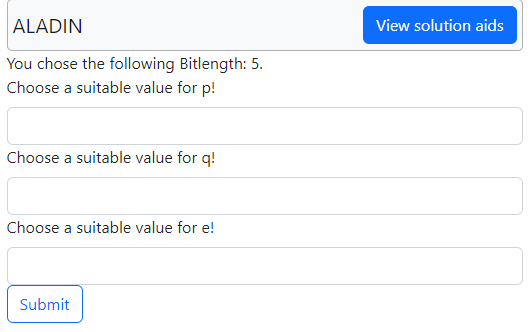 ALADIN
View solution aids
You chose the following Bitlength: 5.
Choose a suitable value for p!
Choose a suitable value for q!
Choose a suitable value for e!
Submit